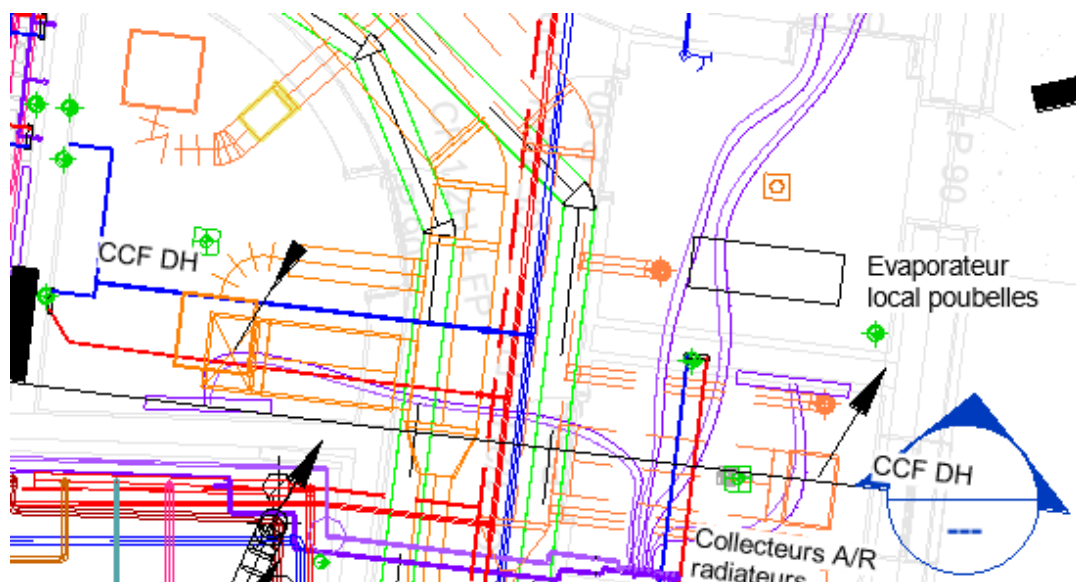 CCF DH
Evaporateur
local poubelles
CCF DH
---
Collecteurs A/R
radiateurs